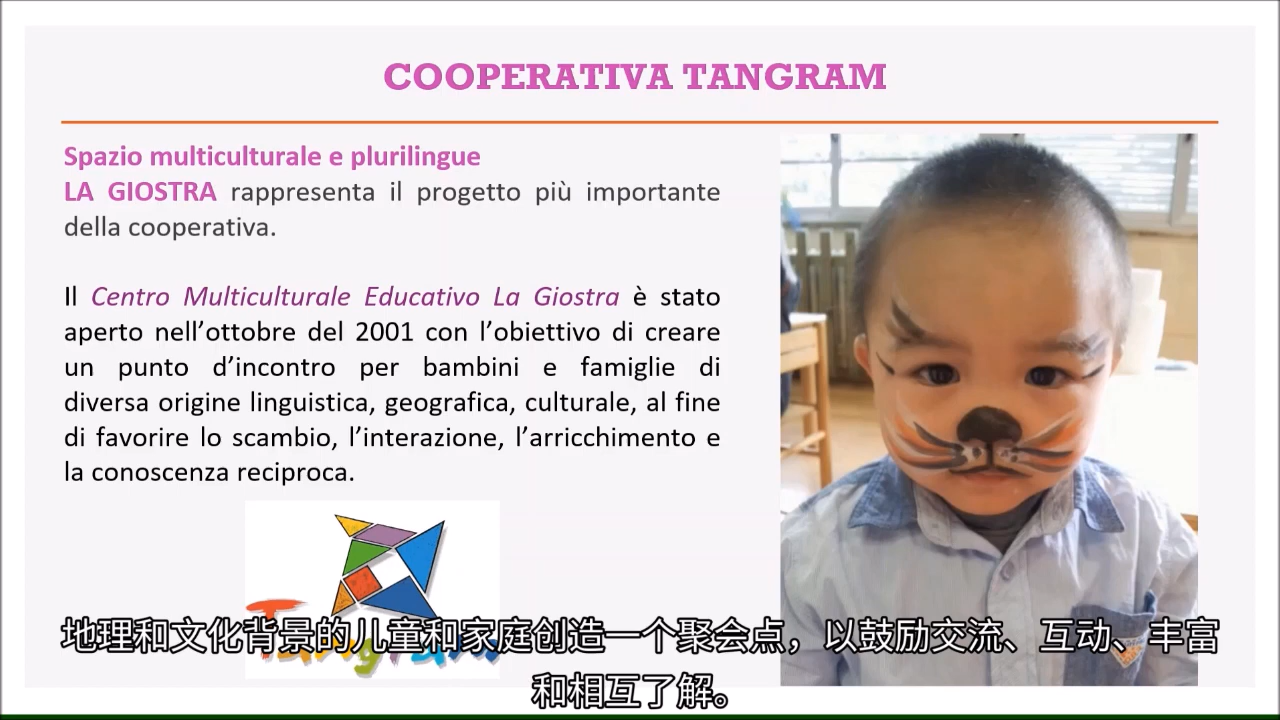 COOPERATIVA TANGRAM
Spazio multiculturale e plurilingue
LA GIOSTRA rappresenta il progetto più importante
della cooperativa.
Il Centro Multiculturale Educativo La Giostra è stato
aperto nell’ottobre del 2001 con l’obiettivo di creare
un punto d’incontro per bambini e famiglie di
diversa origine linguistica, geografica, culturale, al fine
di favorire lo scambio, l’interazione, l’arricchimento e
la conoscenza reciproca.
地理和文化背景的儿童和家庭创造一个聚会点，以鼓励交流、互动、丰富
和相互了解。